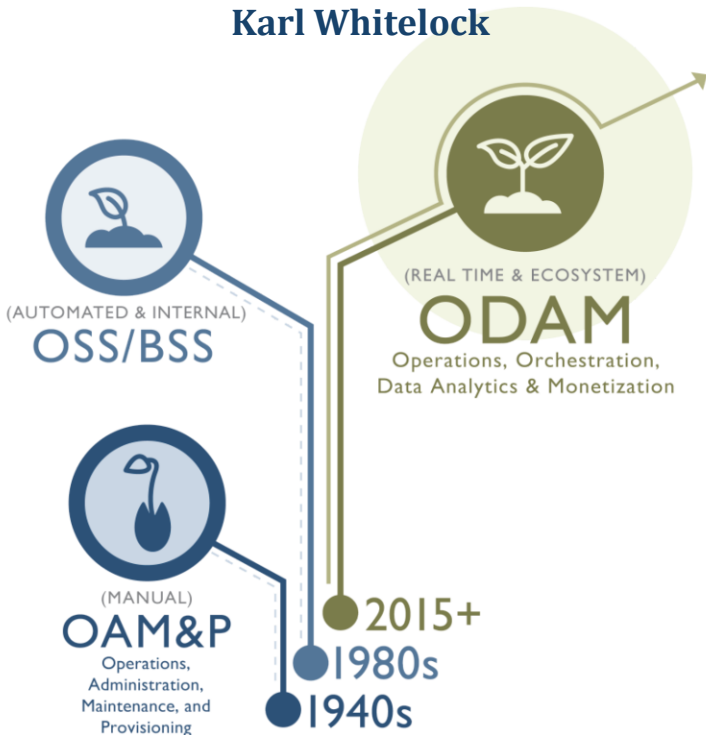 Karl Whitelock
(REAL TIME & ECOSYSTEM)
ODAM
Operations, Orchestration,
Data Analytics & Monetization
(AUTOMATED & INTERNAL)
OSS/BSS
(MANUAL)
OAM&P
Operations,
Administration,
Maintenance, and
Provisioning
2015+
1980s
1940s